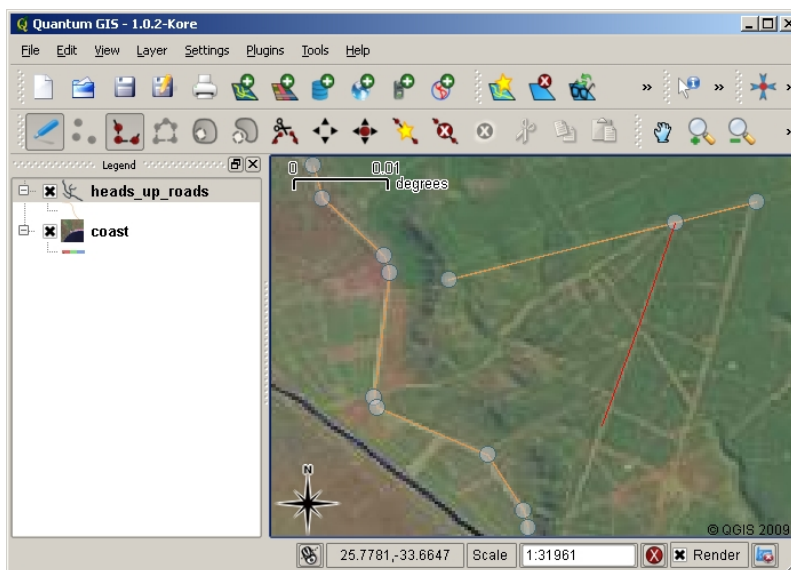 Quantum GIS - 1.0.2-Kore
File Edit View Layer Settings Plugins Tools Help
Legend
heads_up_roads
coast
0 0.01
degrees
N
© QGIS 2009
25.7781,-33.6647 Scale 1:31961 Render